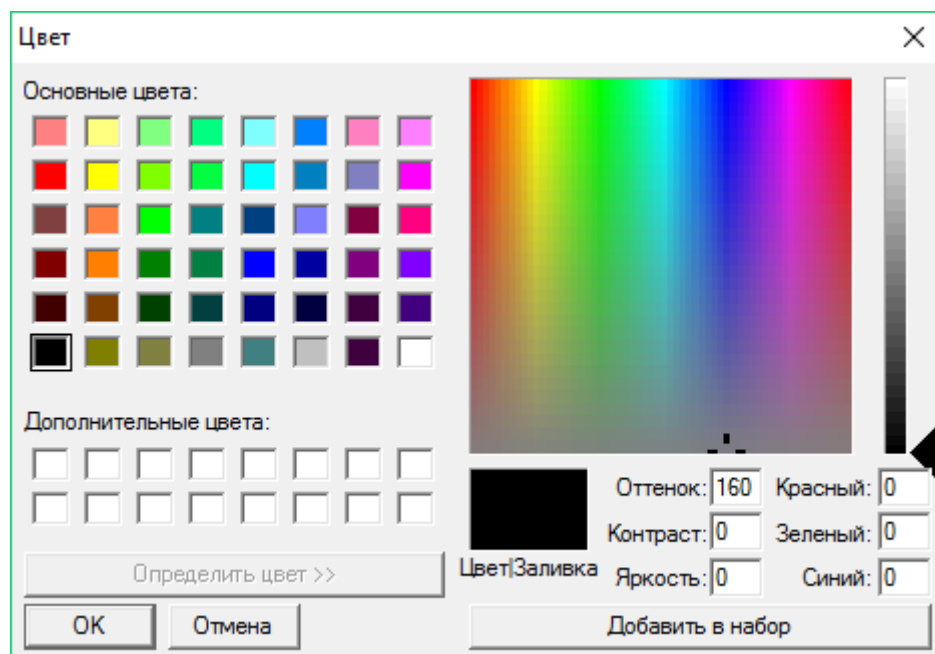 Цвет
Основные цвета:
Дополнительные цвета:
Определить цвет >>
OK
Отмена
Цвет|Заливка
Оттенок: 160
Красный: 0
Контраст: 0
Зеленый: 0
Яркость: 0
Синий: 0
Добавить в набор